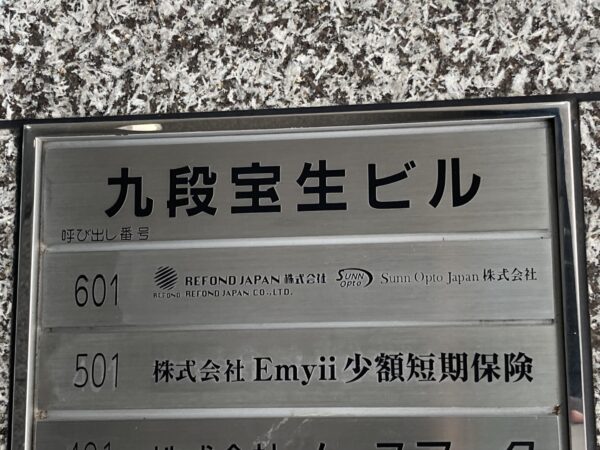 九段宝生ビル
呼び出し番号
601 REFOND REFOND JAPAN 株式会社 SUNN Opto Sunn Opto Japan 株式会社
REFOND JAPAN CO.,LTD.
501 株式会社 Emyii 少額短期保険